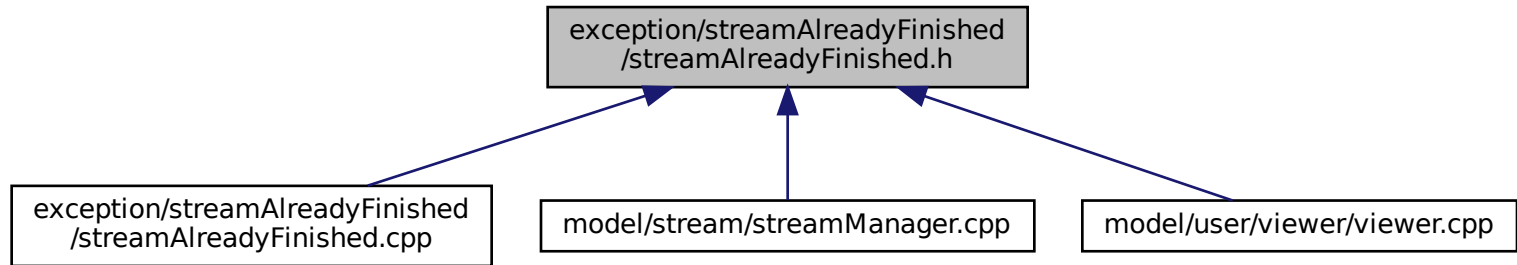 exception/streamAlreadyFinished
/streamAlreadyFinished.h
exception/streamAlreadyFinished
/streamAlreadyFinished.cpp
model/stream/streamManager.cpp
model/user/viewer/viewer.cpp